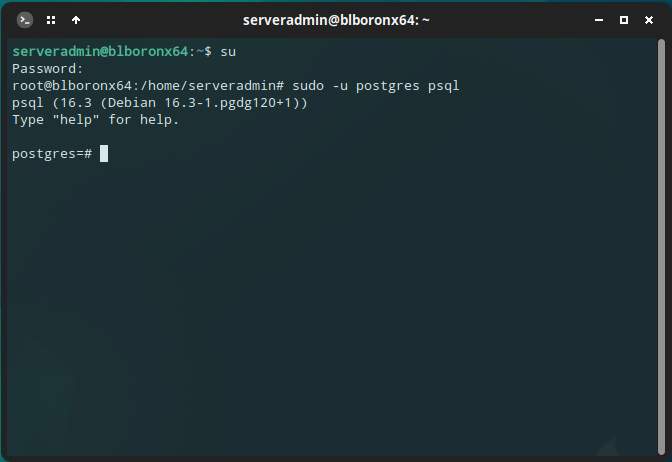 serveradmin@blboronx64: ~
serveradmin@blboronx64:~$ su
Password:
root@blboronx64:/home/serveradmin# sudo -u postgres psql
psql (16.3 (Debian 16.3-1.pgdg120+1))
Type "help" for help.
postgres=#